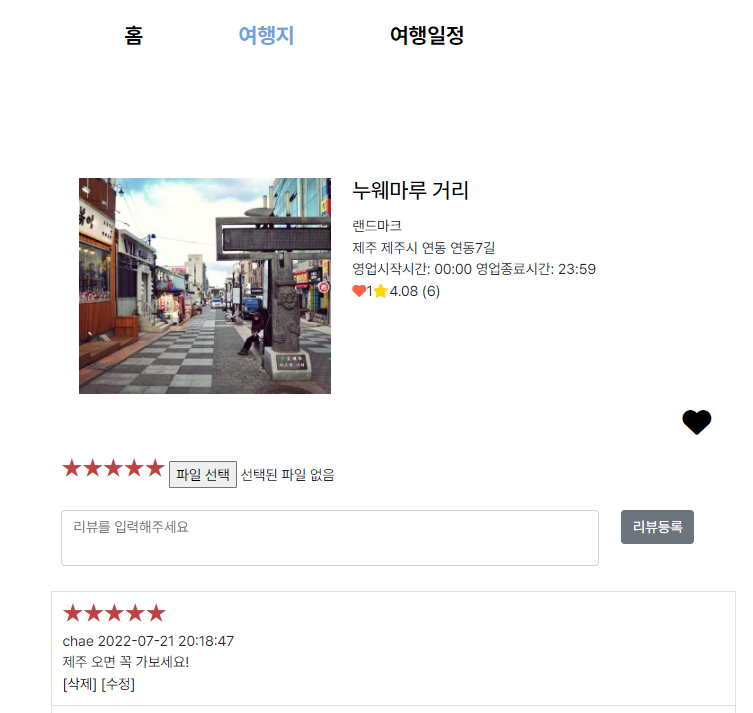 홈 여행지 여행일정
누웨마루 거리
랜드마크
제주 제주시 연동 연동7길
영업시작시간: 00:00 영업종료시간: 23:59
1 4.08 (6)
파일 선택 선택된 파일 없음
리뷰를 입력해주세요
리뷰등록
chae 2022-07-21 20:18:47
제주 오면 꼭 가보세요!
[삭제] [수정]